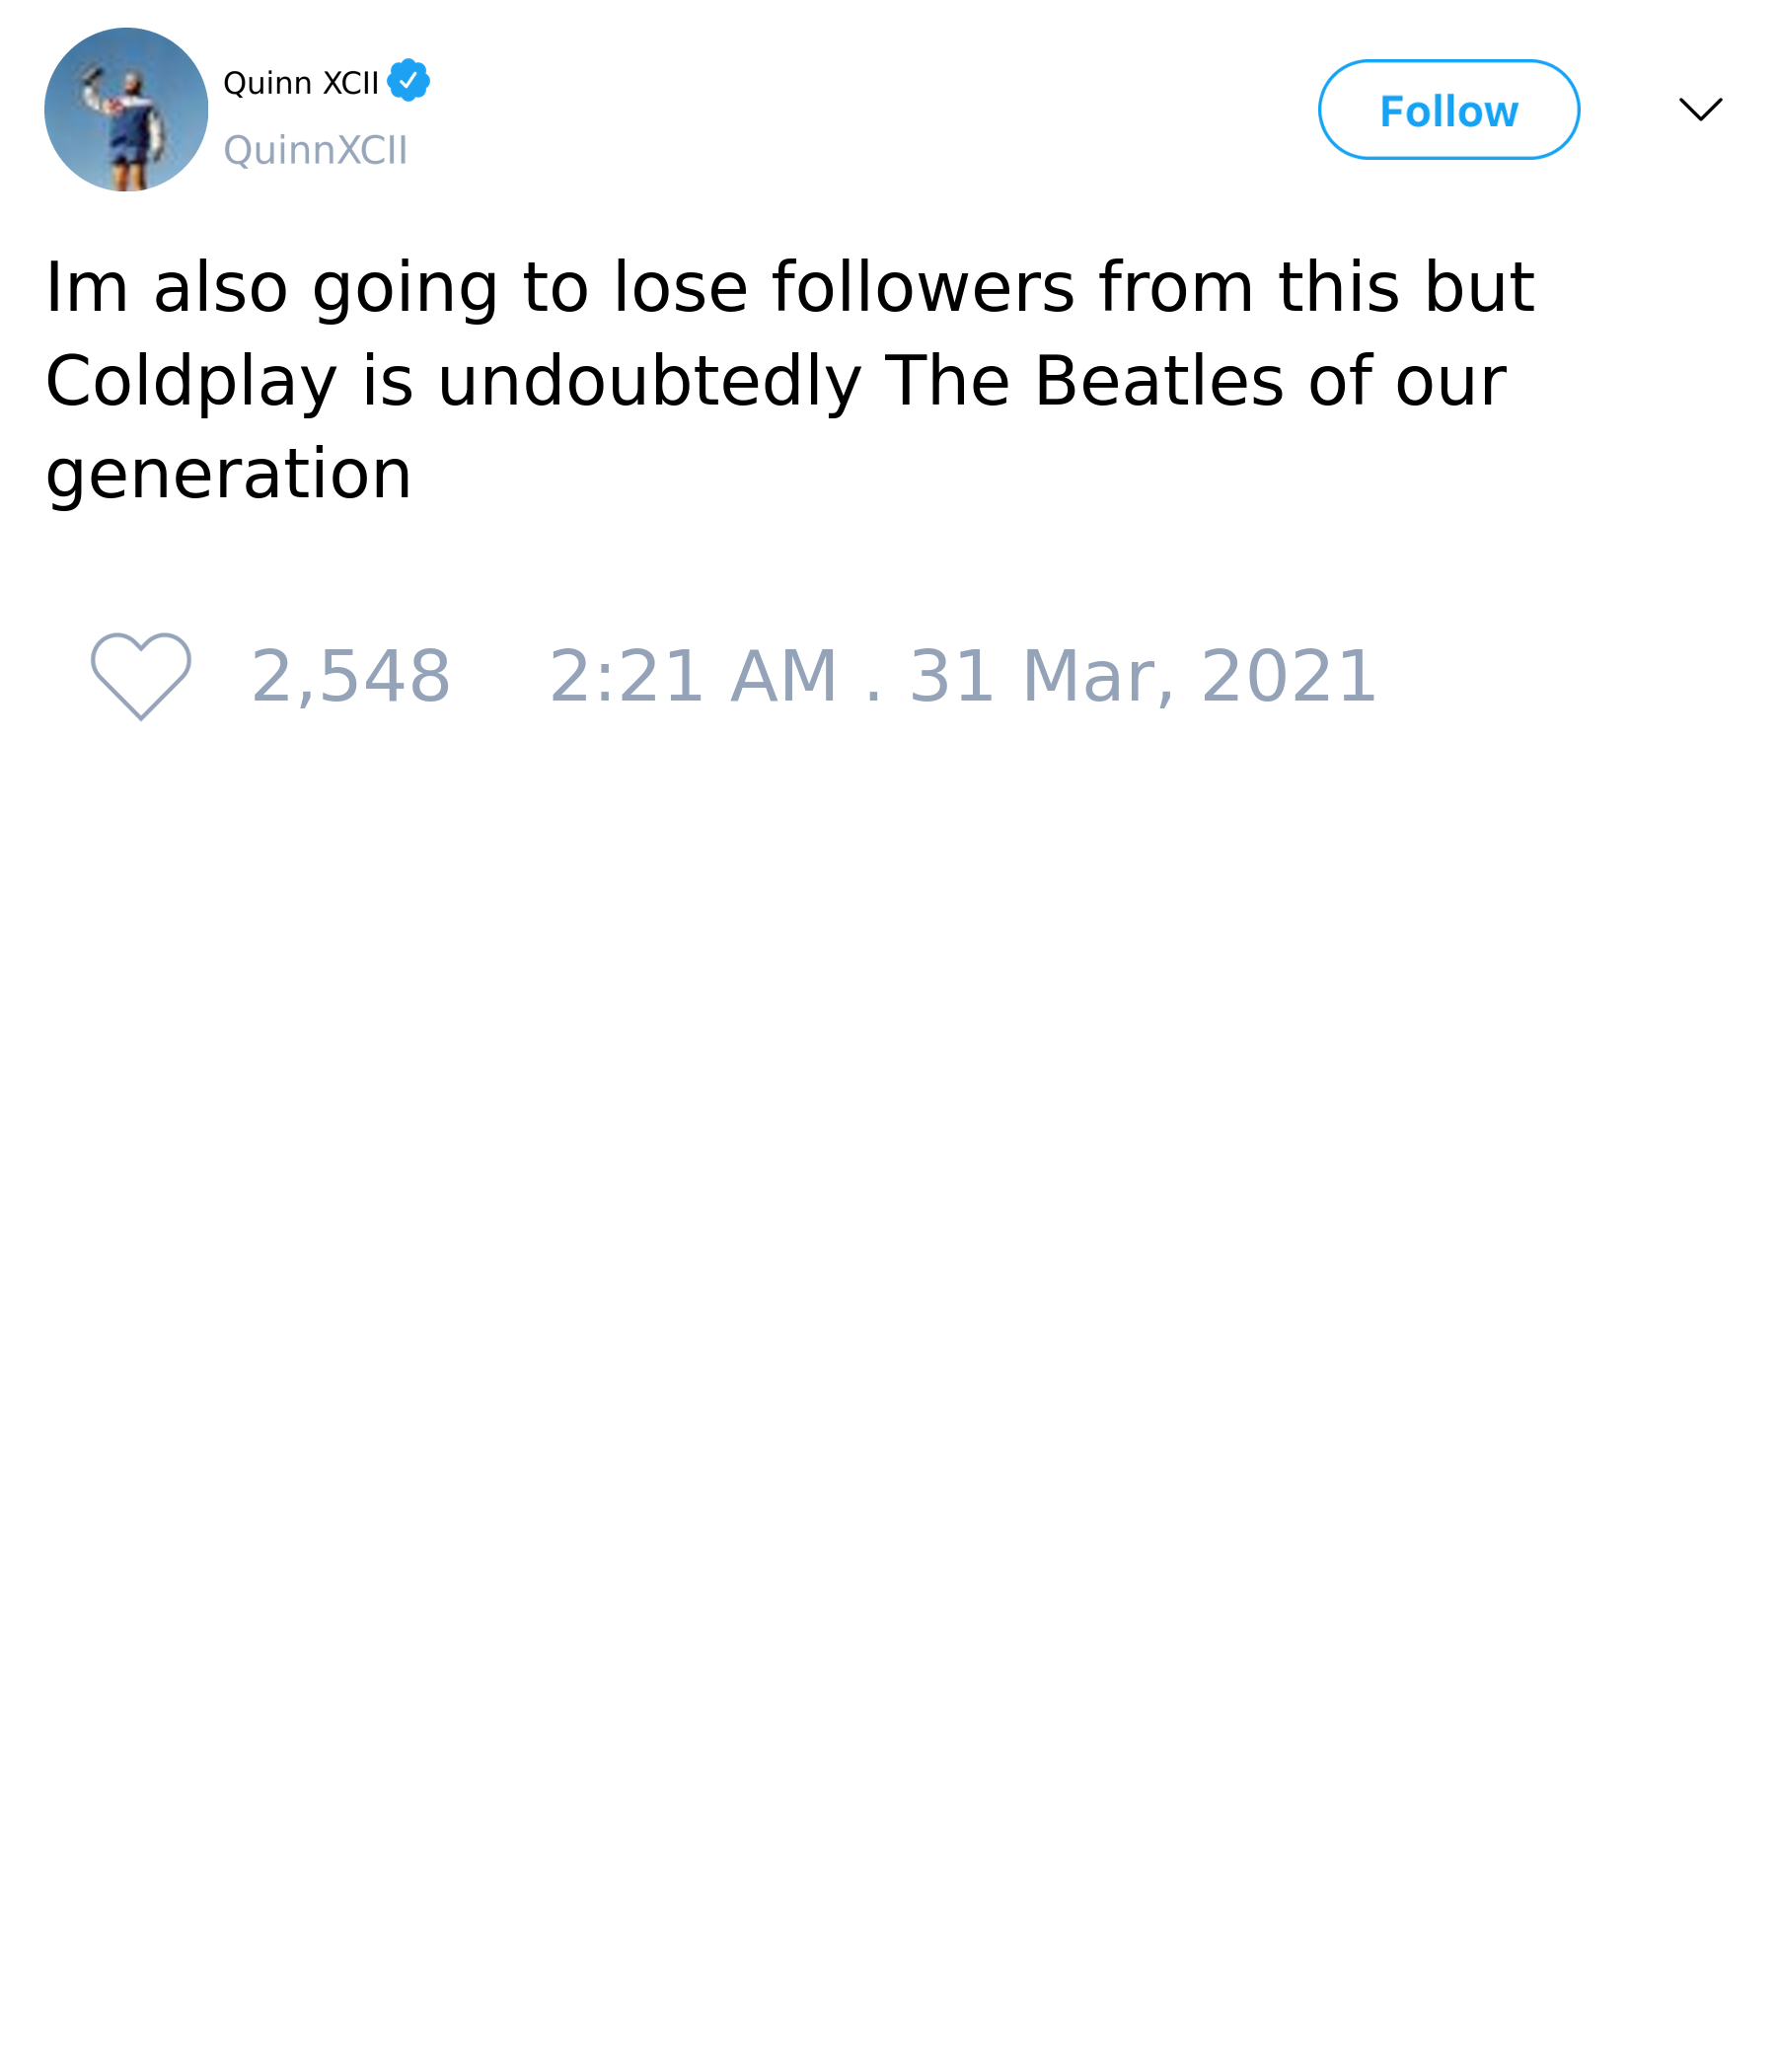 Quinn XCII
QuinnXCII
Follow
Im also going to lose followers from this but
Coldplay is undoubtedly The Beatles of our
generation
2,548 2:21 AM . 31 Mar, 2021